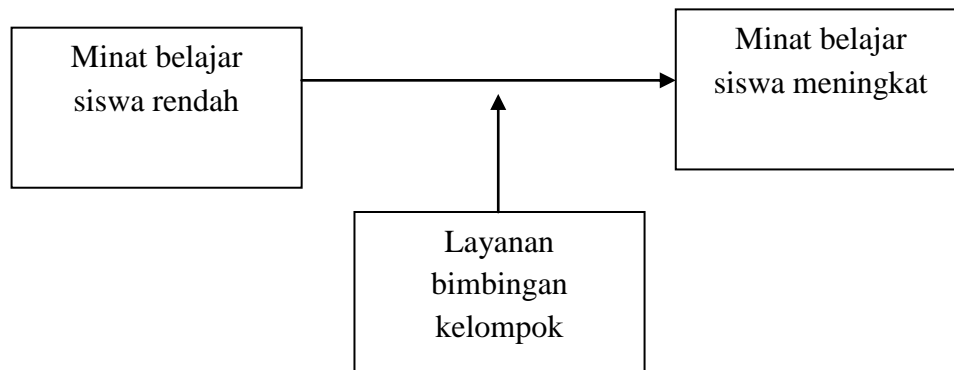 Minat belajar
siswa rendah
Minat belajar
siswa meningkat
Layanan
bimbingan
kelompok